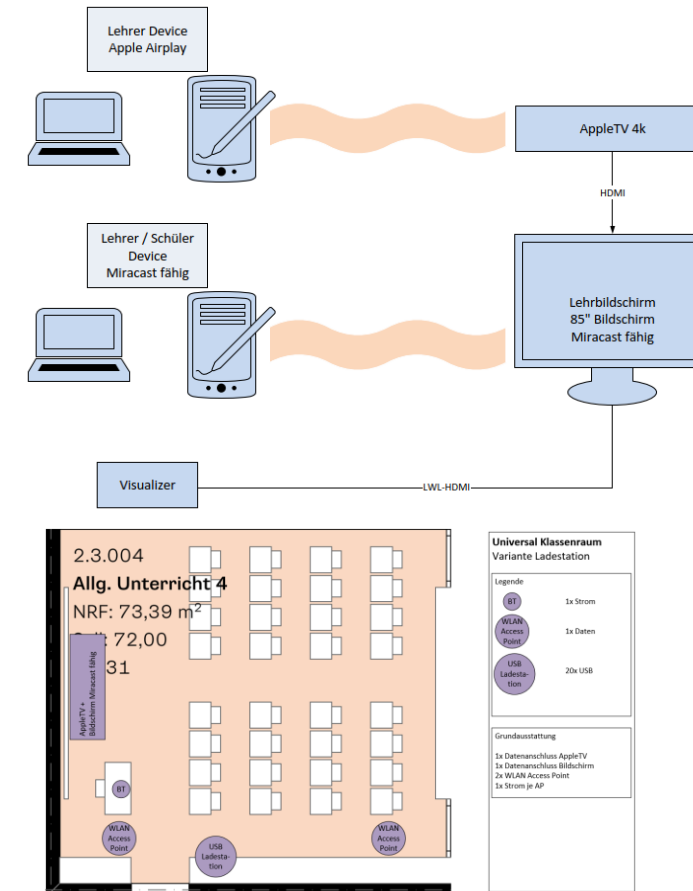 Lehrer Device
Apple Airplay
AppleTV 4k
HDMI
Lehrer / Schüler
Device
Miracast fähig
Lehrbildschirm
85" Bildschirm
Miracast fähig
Visualizer
LWL-HDMI
2.3.004
Allg. Unterricht 4
NRF: 73,39 m²
72,00
31
AppleTV +
Bildschirm Miracast fähig
BT
WLAN
Access
Point
USB
Ladesta-
tion
WLAN
Access
Point
Universal Klassenraum
Variante Ladestation
Legende
BT
1x Strom
WLAN
Access
Point
1x Daten
USB
Ladesta-
tion
20x USB
Grundausstattung
1x Datenanschluss AppleTV
1x Datenanschluss Bildschirm
2x WLAN Access Point
1x Strom je AP